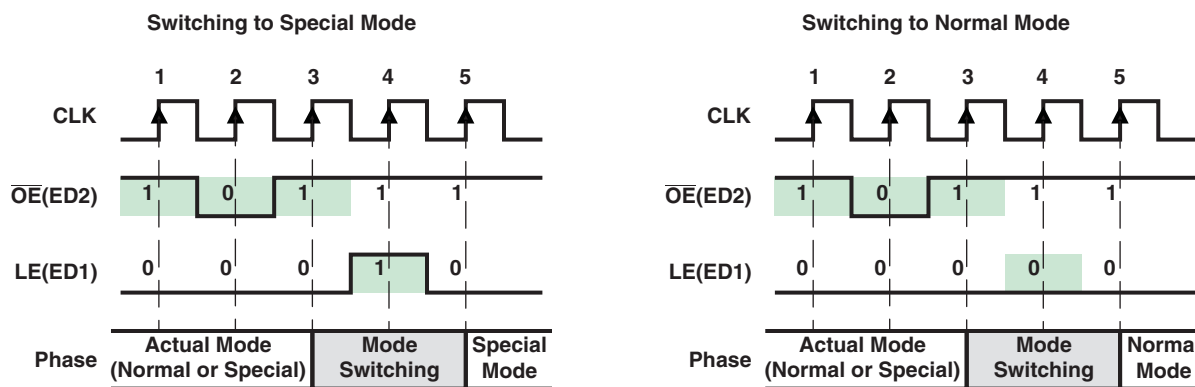 Switching to Special Mode
1 2 3 4 5
CLK
OE(ED2) 1 0 1 1 1
LE(ED1) 0 0 0 1 0
Phase
Actual Mode
(Normal or Special)
Mode
Switching
Special
Mode
Switching to Normal Mode
1 2 3 4 5
CLK
OE(ED2) 1 0 1 1 1
LE(ED1) 0 0 0 0 0
Phase
Actual Mode
(Normal or Special)
Mode
Switching
Normal
Mode